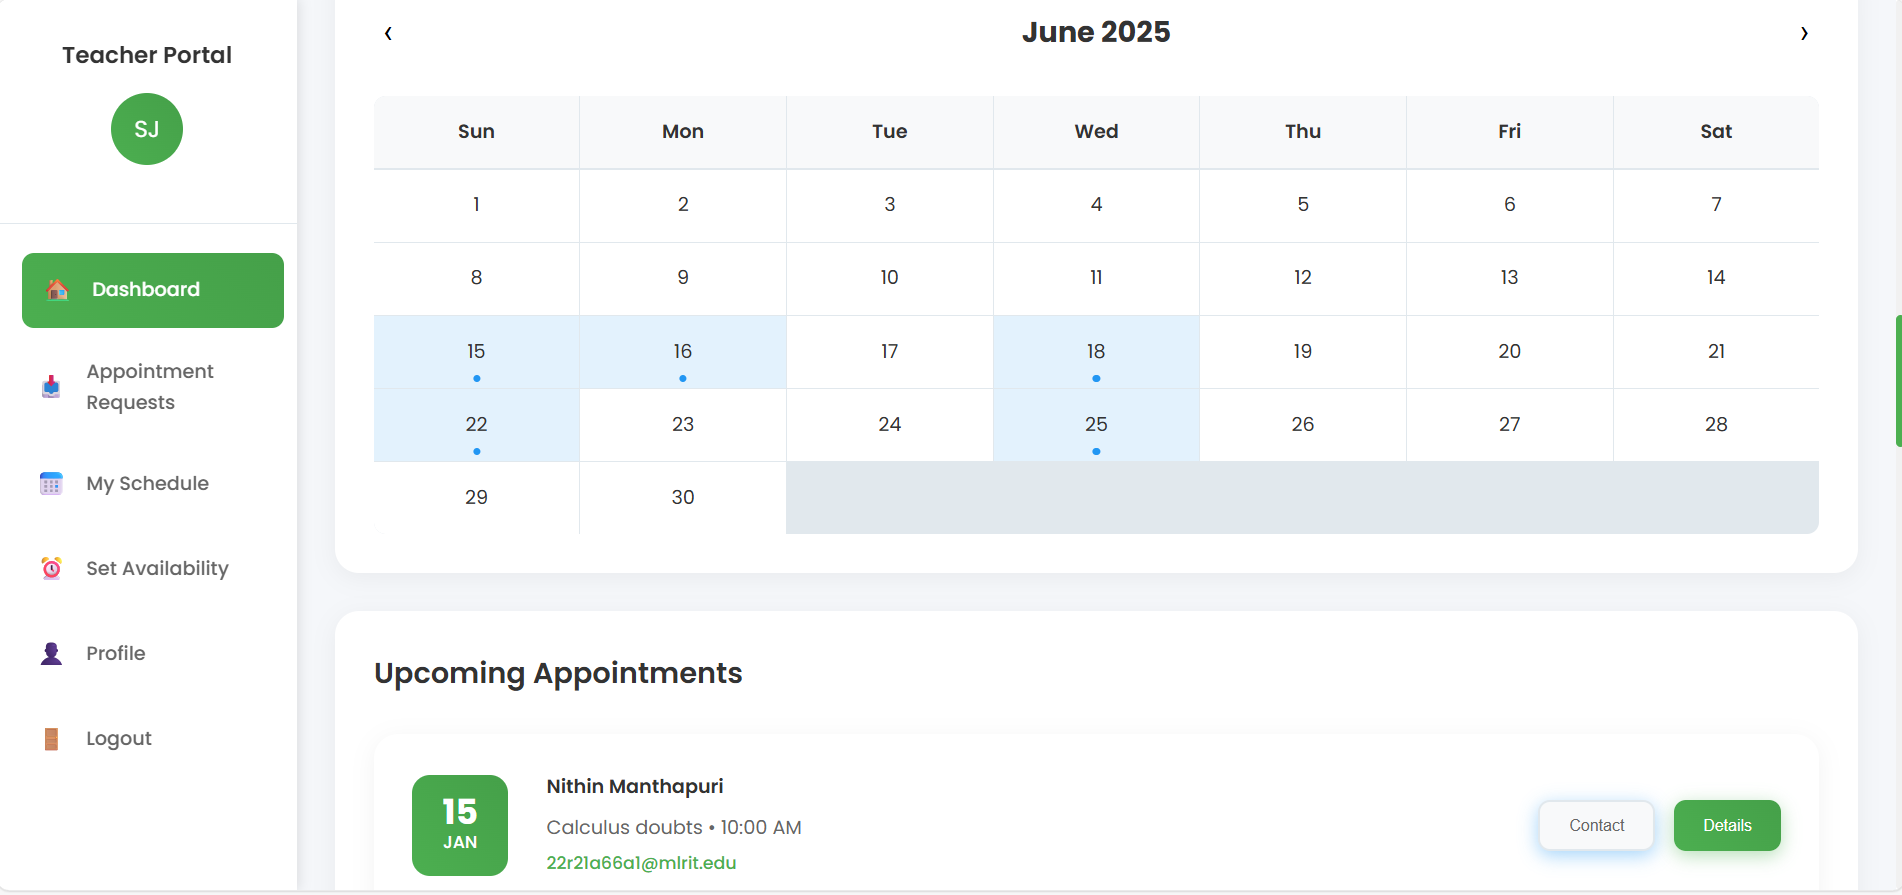 Teacher Portal
SJ
Dashboard
Appointment
Requests
My Schedule
Set Availability
Profile
Logout
‹ June 2025 ›
Sun Mon Tue Wed Thu Fri Sat
1 2 3 4 5 6 7
8 9 10 11 12 13 14
15 16 17 18 19 20 21
22 23 24 25 26 27 28
29 30
Upcoming Appointments
15
JAN
Nithin Manthapuri
Calculus doubts • 10:00 AM
22r21a66a1@mlrit.edu
Contact
Details